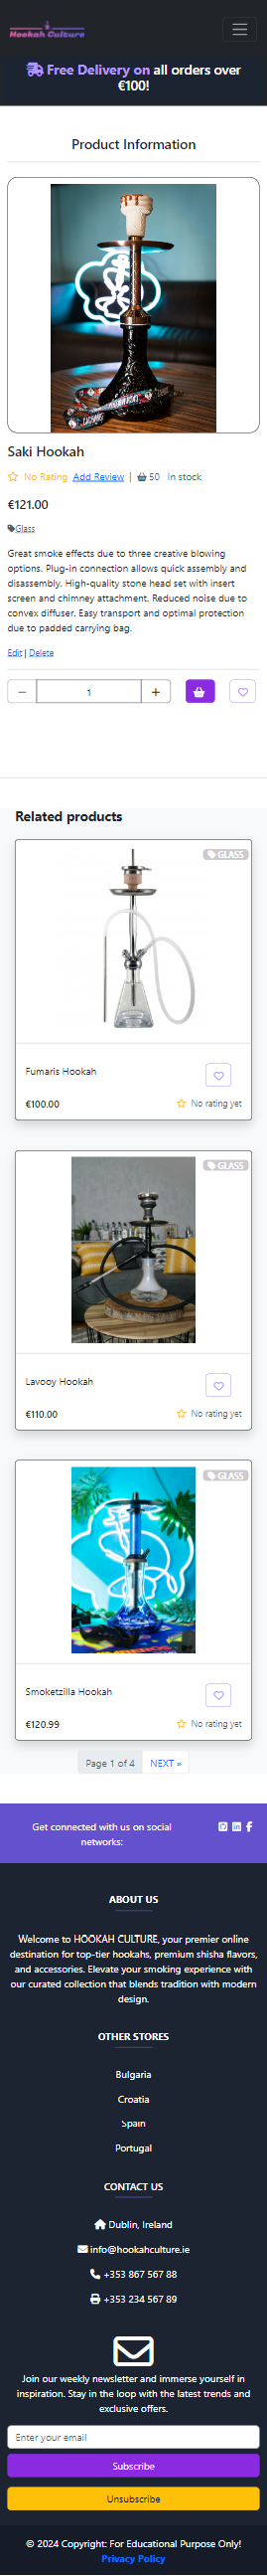 Hookah Culture
Free Delivery on all orders over
€100!
Product Information
Saki Hookah
No Rating Add Review | 50 In stock
€121.00
Glass
Great smoke effects due to three creative blowing
options. Plug-in connection allows quick assembly and
disassembly. High-quality stone head set with insert
screen and chimney attachment. Reduced noise due to
convex diffuser. Easy transport and optimal protection
due to padded carrying bag.
Edit | Delete
− 1 +
Related products
GLASS
Fumaris Hookah
€100.00 No rating yet
GLASS
Lavooy Hookah
€110.00 No rating yet
GLASS
Smoketzilla Hookah
€120.99 No rating yet
Page 1 of 4 NEXT »
Get connected with us on social
networks:
ABOUT US
Welcome to HOOKAH CULTURE, your premier online
destination for top-tier hookahs, premium shisha flavors,
and accessories. Elevate your smoking experience with
our curated collection that blends tradition with modern
design.
OTHER STORES
Bulgaria
Croatia
Spain
Portugal
CONTACT US
Dublin, Ireland
info@hookahculture.ie
+353 867 567 88
+353 234 567 89
Join our weekly newsletter and immerse yourself in
inspiration. Stay in the loop with the latest trends and
exclusive offers.
Enter your email
Subscribe
Unsubscribe
© 2024 Copyright: For Educational Purpose Only!
Privacy Policy